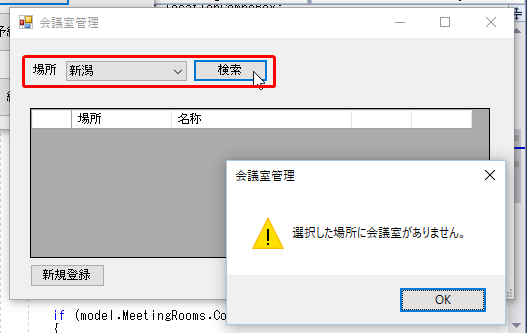 会議室管理
場所 新潟 検索
場所 名称
会議室管理
選択した場所に会議室がありません。
OK
新規登録
if (model.MeetingRooms.Co
{